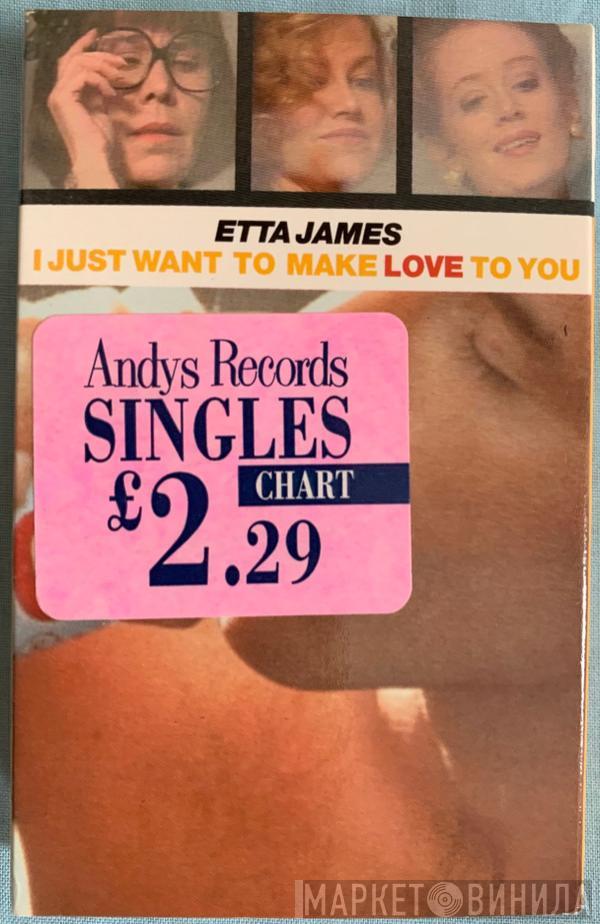 ETTA JAMES
I JUST WANT TO MAKE LOVE TO YOU
Andys Records
SINGLES
CHART
£2.29
МАРКЕТ ВИНИЛА